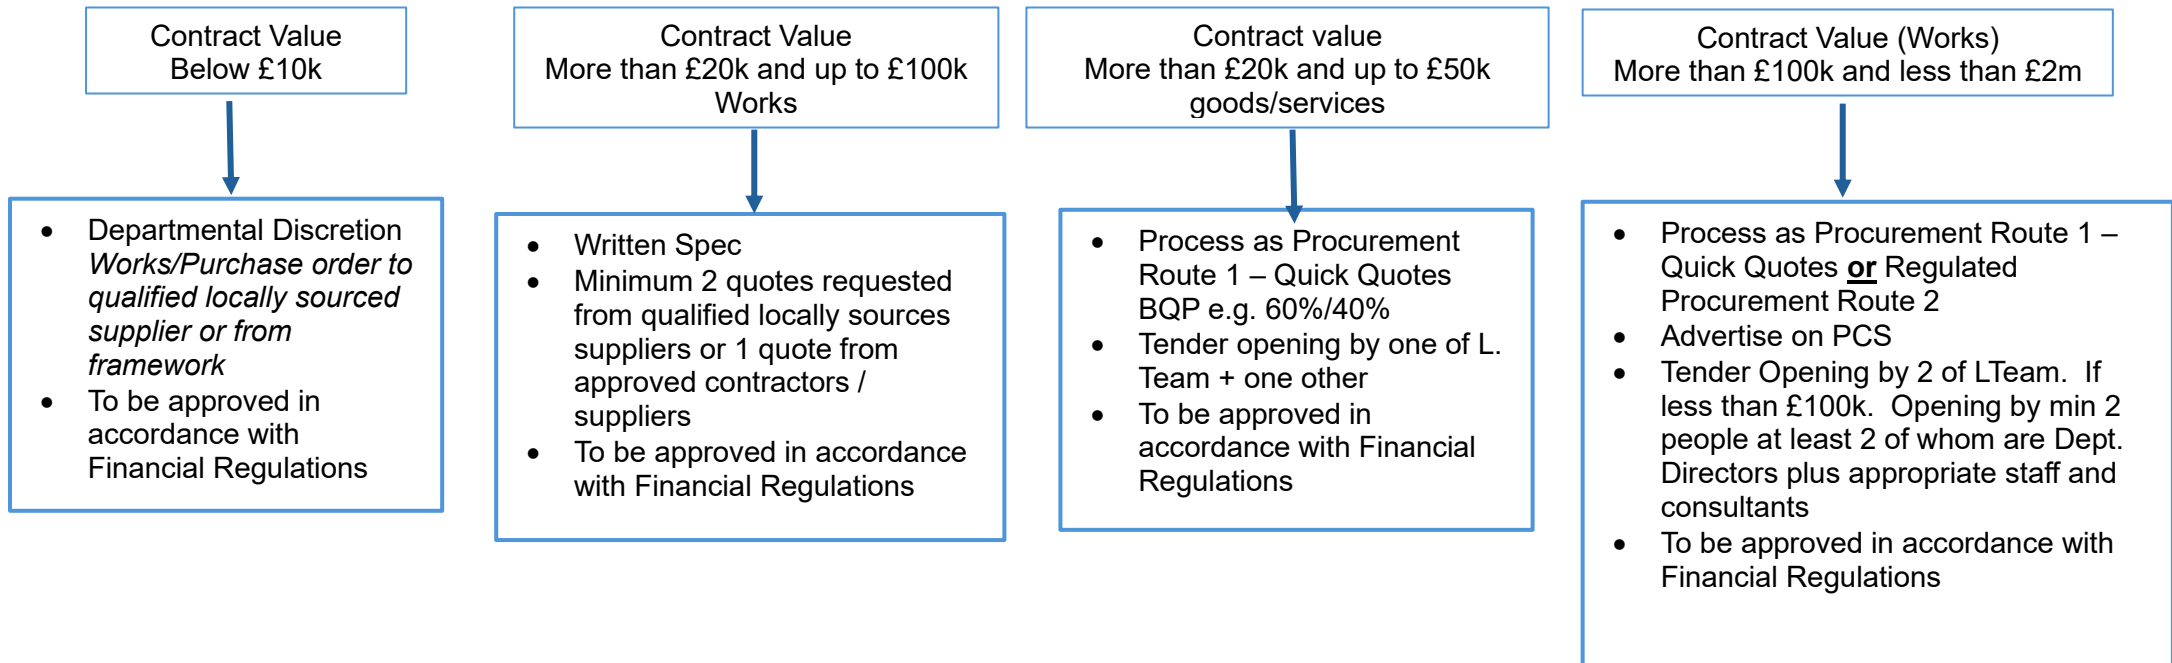 Contract Value
Below £10k
Contract Value
More than £20k and up to £100k
Works
Contract value
More than £20k and up to £50k
goods/services
Contract Value (Works)
More than £100k and less than £2m
• Departmental Discretion
Works/Purchase order to
qualified locally sourced
supplier or from
framework
• To be approved in
accordance with
Financial Regulations
• Written Spec
• Minimum 2 quotes requested
from qualified locally sources
suppliers or 1 quote from
approved contractors /
suppliers
• To be approved in accordance
with Financial Regulations
• Process as Procurement
Route 1 – Quick Quotes
BQP e.g. 60%/40%
• Tender opening by one of L.
Team + one other
• To be approved in
accordance with Financial
Regulations
• Process as Procurement Route 1 –
Quick Quotes or Regulated
Procurement Route 2
• Advertise on PCS
• Tender Opening by 2 of LTeam. If
less than £100k. Opening by min 2
people at least 2 of whom are Dept.
Directors plus appropriate staff and
consultants
• To be approved in accordance with
Financial Regulations